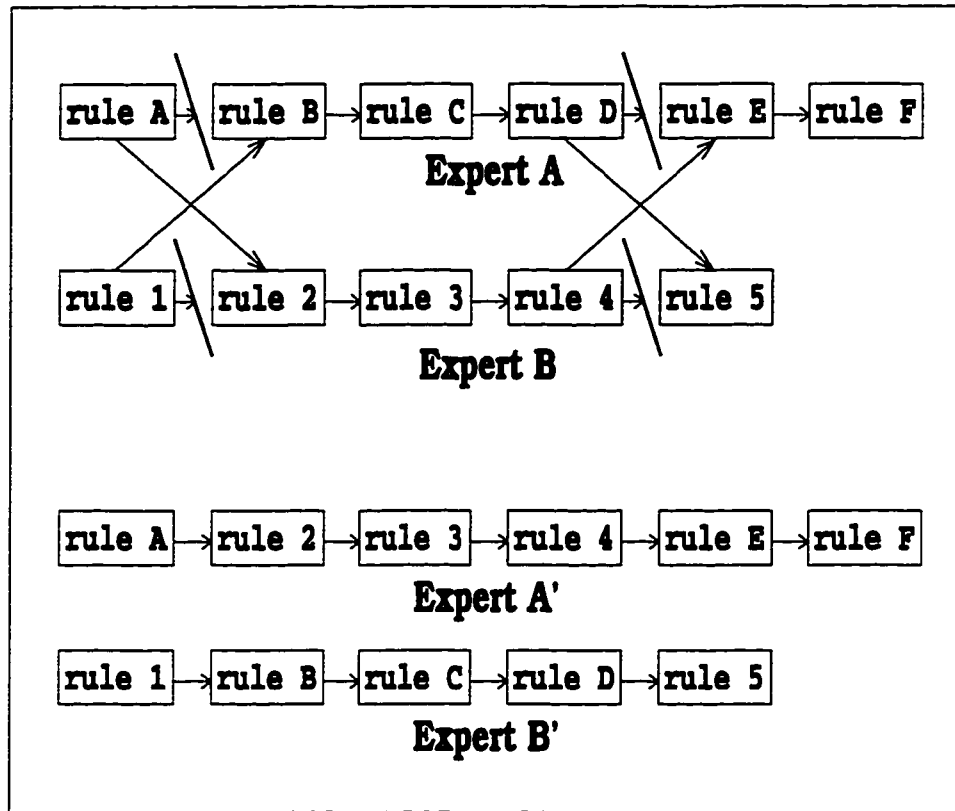 rule A rule B rule C rule D rule E rule F
Expert A
rule 1 rule 2 rule 3 rule 4 rule 5
Expert B
rule A rule 2 rule 3 rule 4 rule E rule F
Expert A'
rule 1 rule B rule C rule D rule 5
Expert B'